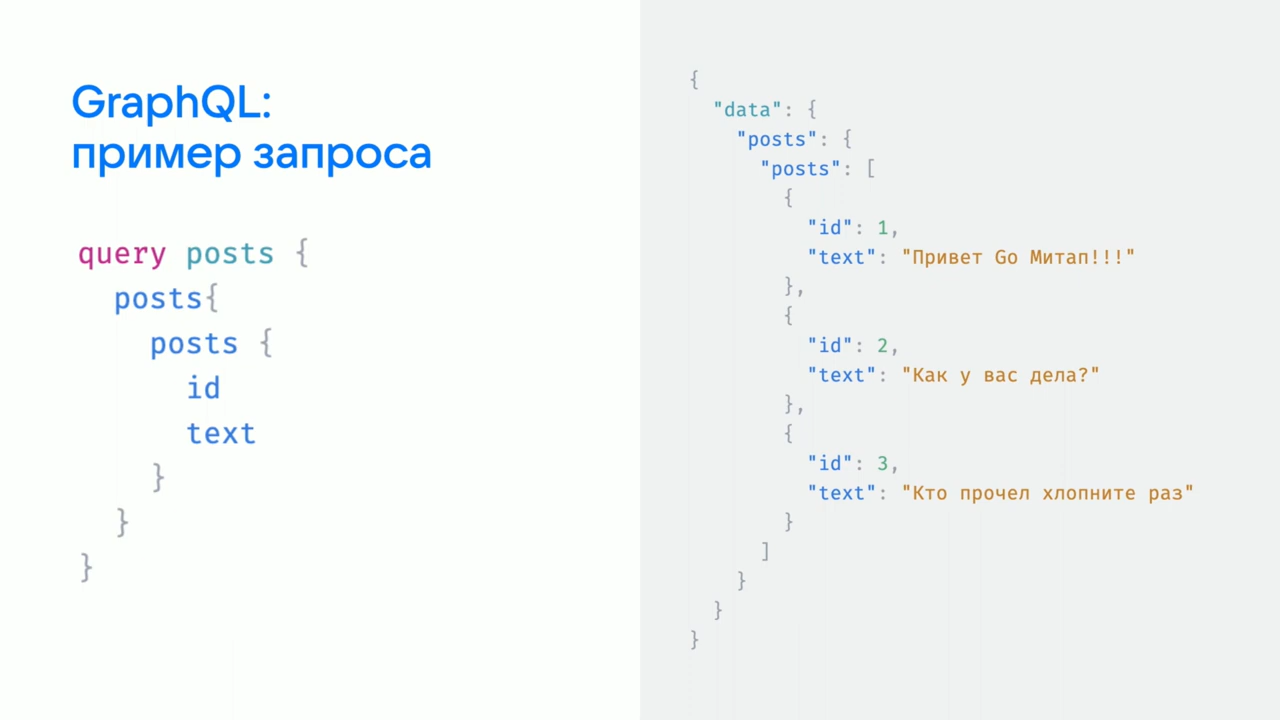 GraphQL:
пример запроса
query posts {
  posts{
    posts {
      id
      text
    }
  }
}
{
  "data": {
    "posts": {
      "posts": [
        {
          "id": 1,
          "text": "Привет Go Митап!!!"
        },
        {
          "id": 2,
          "text": "Как у вас дела?"
        },
        {
          "id": 3,
          "text": "Кто прочел хлопните раз"
        }
      ]
    }
  }
}